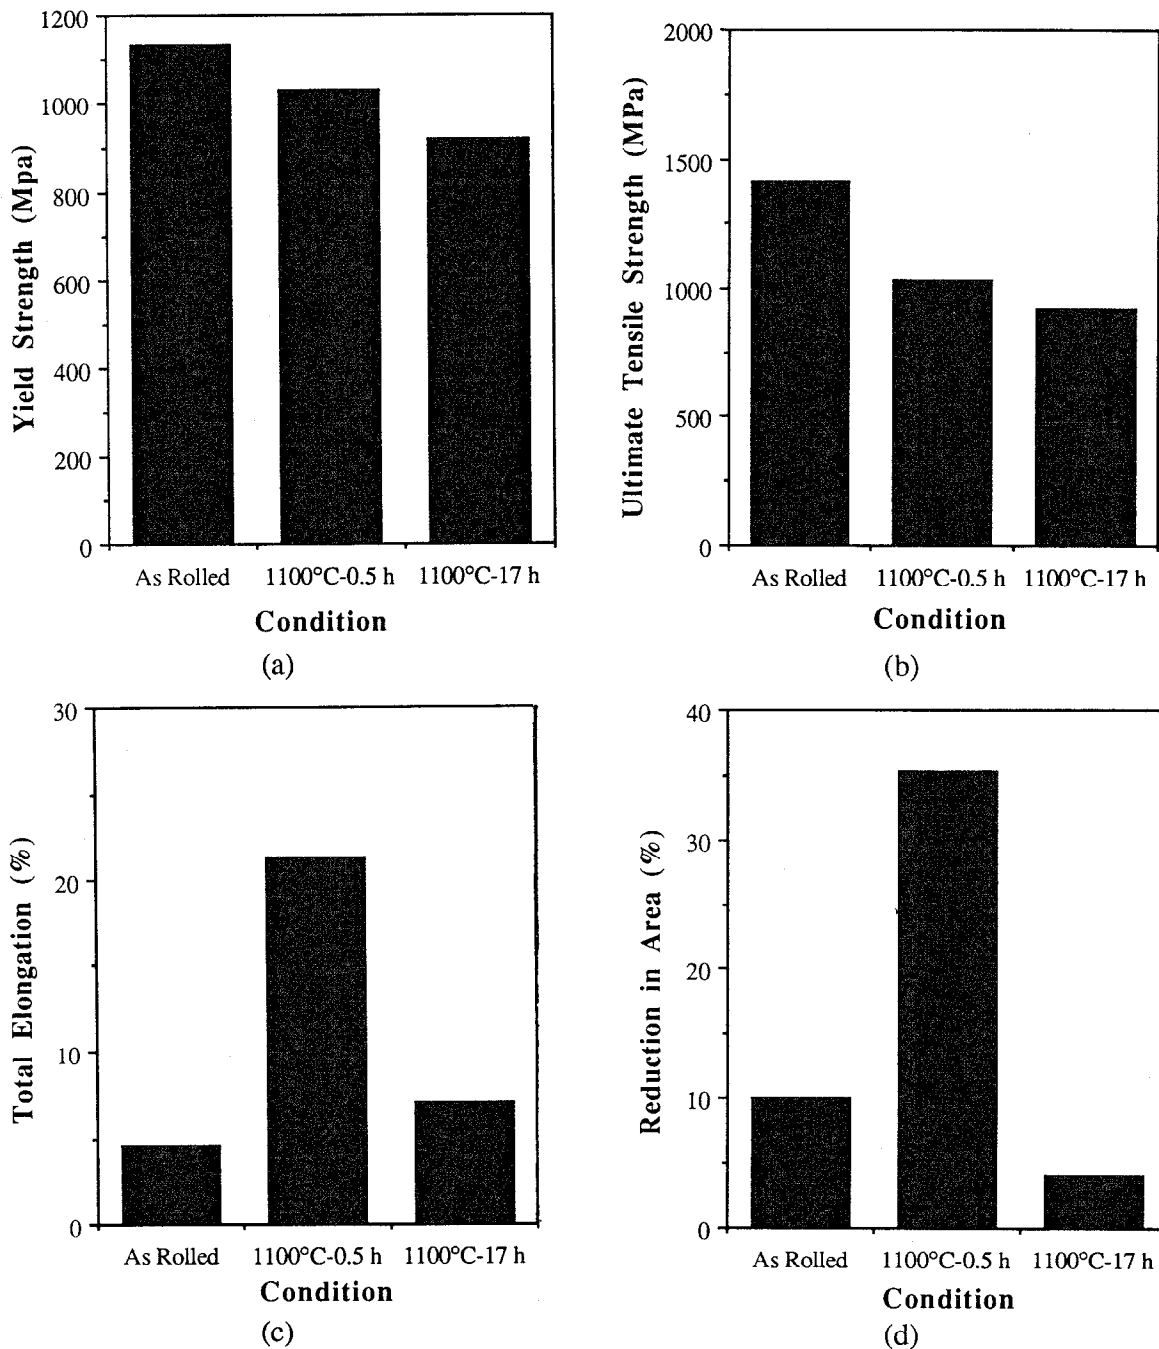 Yield Strength (Mpa)
1200
1000
800
600
400
200
0
As Rolled 1100°C-0.5 h 1100°C-17 h
Condition
(a)
Ultimate Tensile Strength (MPa)
2000
1500
1000
500
0
As Rolled 1100°C-0.5 h 1100°C-17 h
Condition
(b)
Total Elongation (%)
30
20
10
0
As Rolled 1100°C-0.5 h 1100°C-17 h
Condition
(c)
Reduction in Area (%)
40
30
20
10
0
As Rolled 1100°C-0.5 h 1100°C-17 h
Condition
(d)